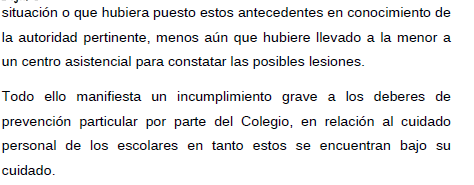 situación o que hubiera puesto estos antecedentes en conocimiento de
la autoridad pertinente, menos aún que hubiere llevado a la menor a
un centro asistencial para constatar las posibles lesiones.
Todo ello manifiesta un incumplimiento grave a los deberes de
prevención particular por parte del Colegio, en relación al cuidado
personal de los escolares en tanto estos se encuentran bajo su
cuidado.